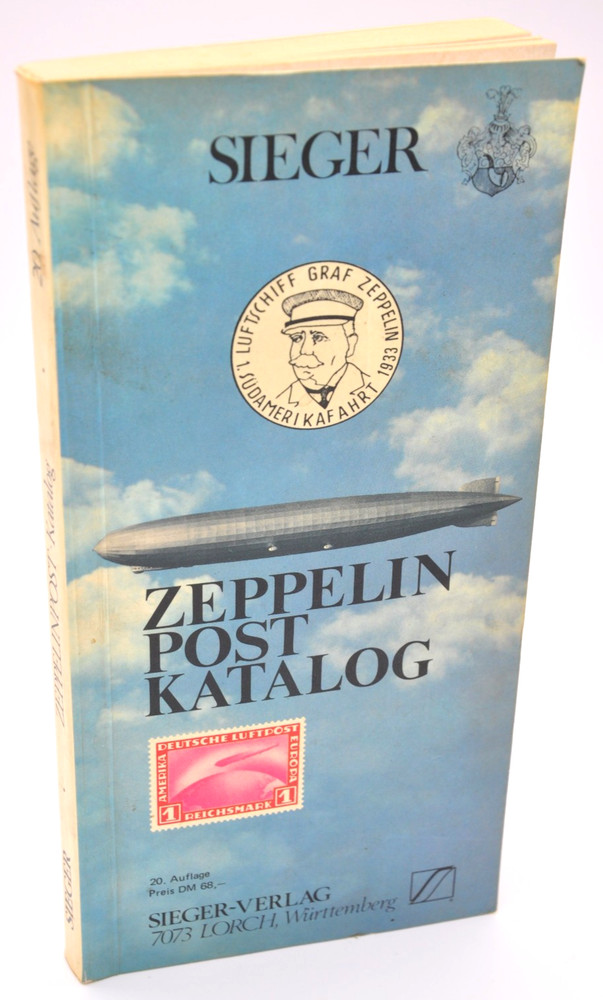 SIEGER
1. LUFTSCHIFF GRAF ZEPPELIN
SÜDAMERIKAFAHRT 1933
ZEPPELIN
POST
KATALOG
DEUTSCHE LUFTPOST
AMERIKA
EUROPA
1 REICHSMARK 1
20. Auflage
Preis DM 68,—
SIEGER-VERLAG
7073 LORCH, Württemberg
20. Auflage
ZEPPELINPOST-Katalog
SIEGER